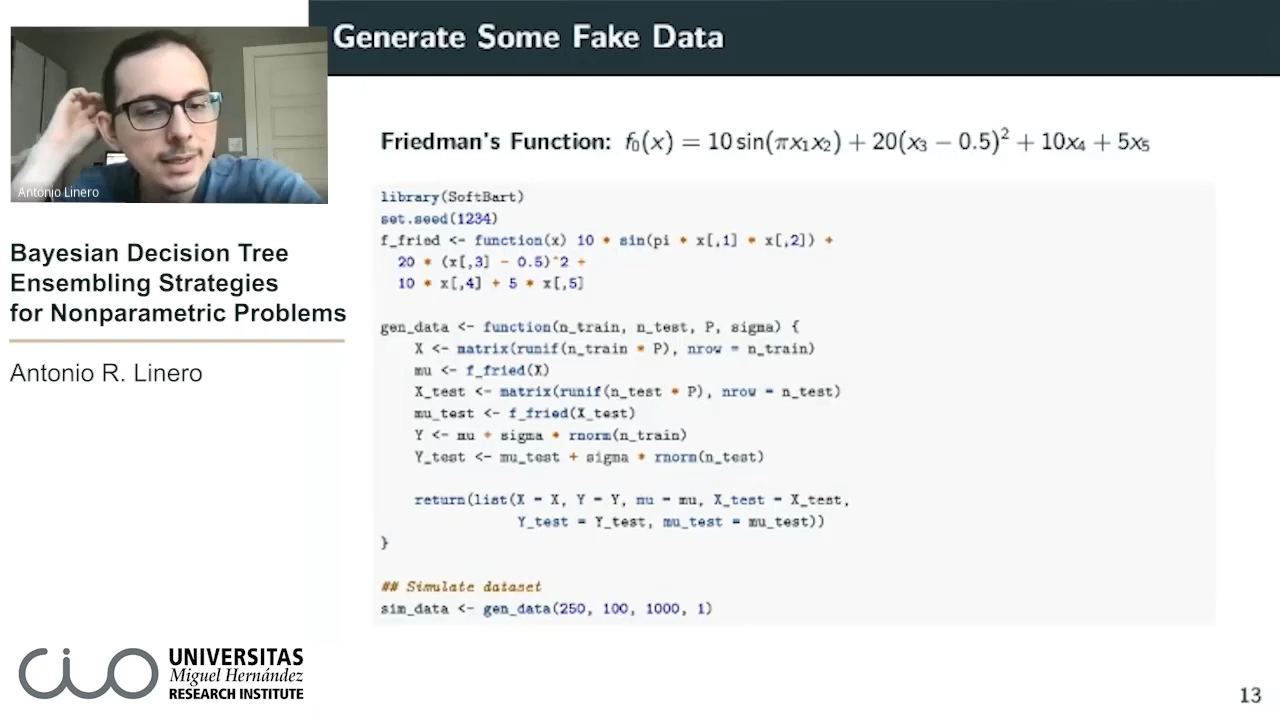 Generate Some Fake Data
Antonio Linero
Bayesian Decision Tree
Ensembling Strategies
for Nonparametric Problems
Antonio R. Linero
Friedman's Function: f₀(x) = 10 sin(πx₁x₂) + 20(x₃ − 0.5)² + 10x₄ + 5x₅
library(SoftBart)
set.seed(1234)
f_fried <- function(x) 10 * sin(pi * x[,1] * x[,2]) +
20 * (x[,3] - 0.5)^2 +
10 * x[,4] + 5 * x[,5]
gen_data <- function(n_train, n_test, P, sigma) {
X <- matrix(runif(n_train * P), nrow = n_train)
mu <- f_fried(X)
X_test <- matrix(runif(n_test * P), nrow = n_test)
mu_test <- f_fried(X_test)
Y <- mu + sigma * rnorm(n_train)
Y_test <- mu_test + sigma * rnorm(n_test)
return(list(X = X, Y = Y, mu = mu, X_test = X_test,
Y_test = Y_test, mu_test = mu_test))
}
## Simulate dataset
sim_data <- gen_data(250, 100, 1000, 1)
cio
UNIVERSITAS
Miguel Hernández
RESEARCH INSTITUTE
13